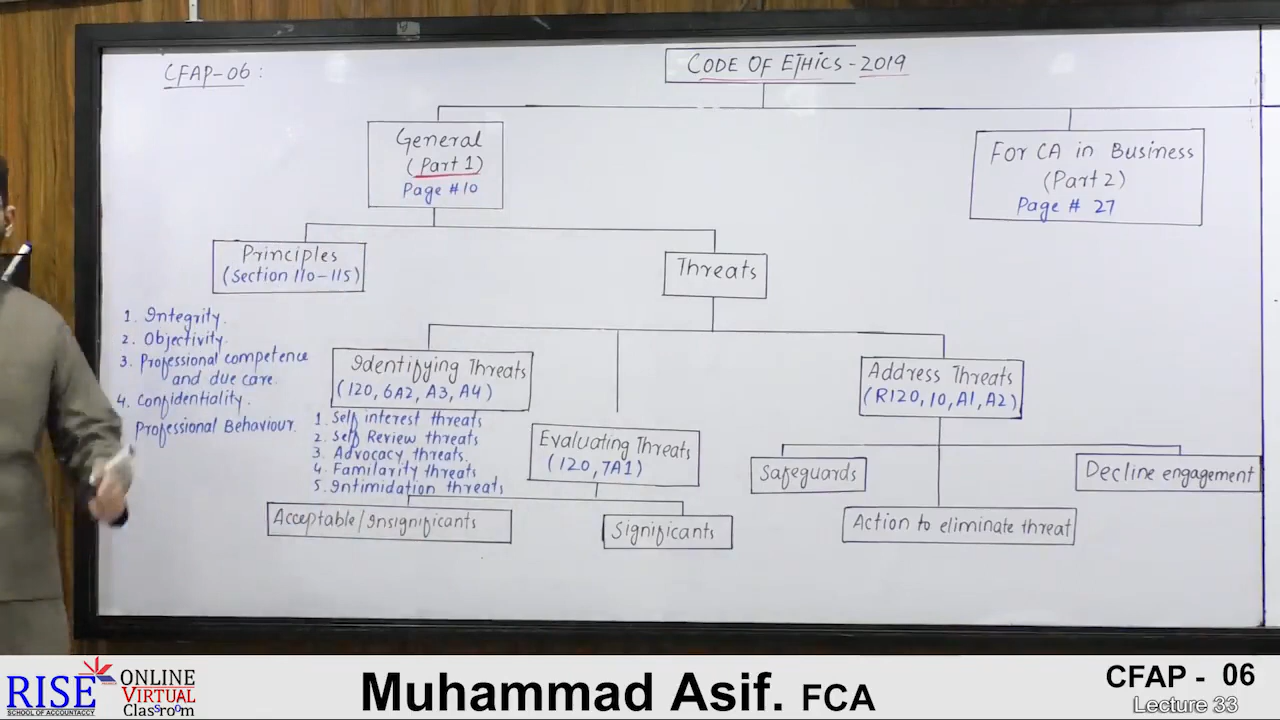 CFAP-06:
CODE OF ETHICS - 2019
General
(Part 1)
Page #10
For CA in Business
(Part 2)
Page # 27
Principles
(Section 110-115)
Threats
1. Integrity.
2. Objectivity.
3. Professional competence
and due care.
4. Confidentiality.
Professional Behaviour.
Identifying Threats
(120, 6A2, A3, A4)
1. Self interest threats
2. Self Review threats
3. Advocacy threats.
4. Familarity threats
5. Intimidation threats
Evaluating Threats
(120, 7A1)
Address Threats
(R120, 10, A1, A2)
Acceptable/Insignificants
Significants
Safeguards
Action to eliminate threat
Decline engagement
RISE
SCHOOL OF ACCOUNTACY
ONLINE
VIRTUAL
Classroom
Muhammad Asif. FCA
CFAP - 06
Lecture 33